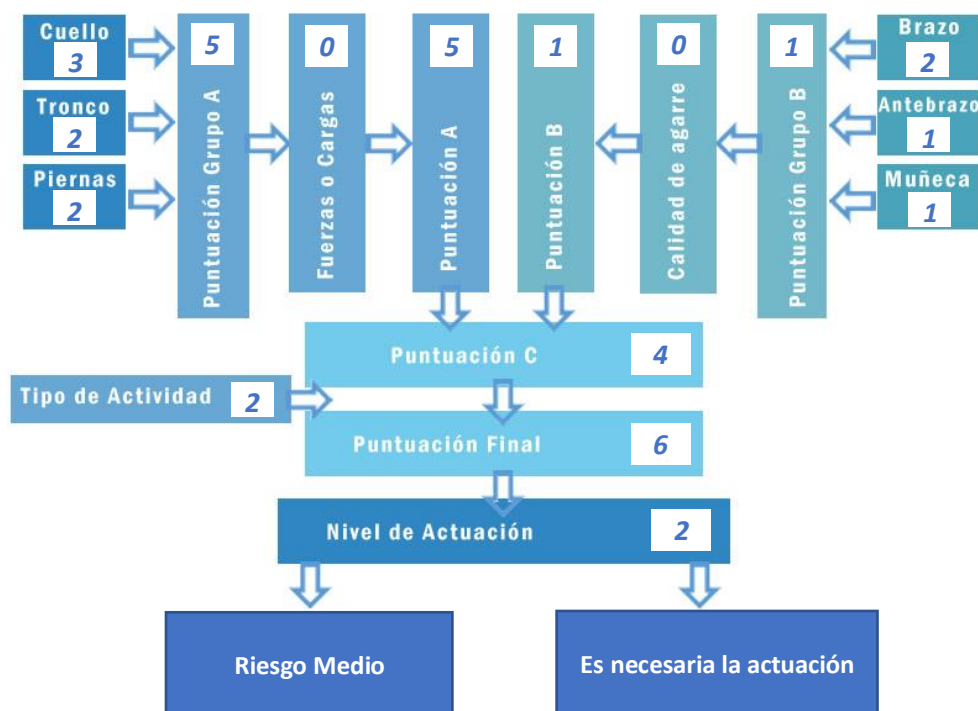 Cuello
3
Tronco
2
Piernas
2
5
Puntuación Grupo A
0
Fuerzas o Cargas
5
Puntuación A
1
Puntuación B
0
Calidad de agarre
1
Puntuación Grupo B
Brazo
2
Antebrazo
1
Muñeca
1
Puntuación C 4
Tipo de Actividad 2
Puntuación Final 6
Nivel de Actuación 2
Riesgo Medio
Es necesaria la actuación